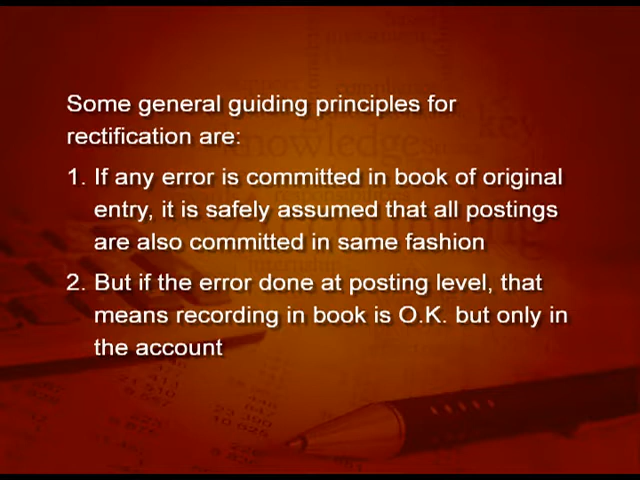 Some general guiding principles for
rectification are:
1. If any error is committed in book of original
entry, it is safely assumed that all postings
are also committed in same fashion
2. But if the error done at posting level, that
means recording in book is O.K. but only in
the account